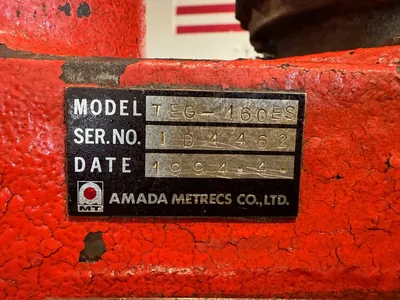 MODEL TEG-160ES
SER.NO. 1D4462
DATE 1994.4.
MT. AMADA METRECS CO.,LTD.